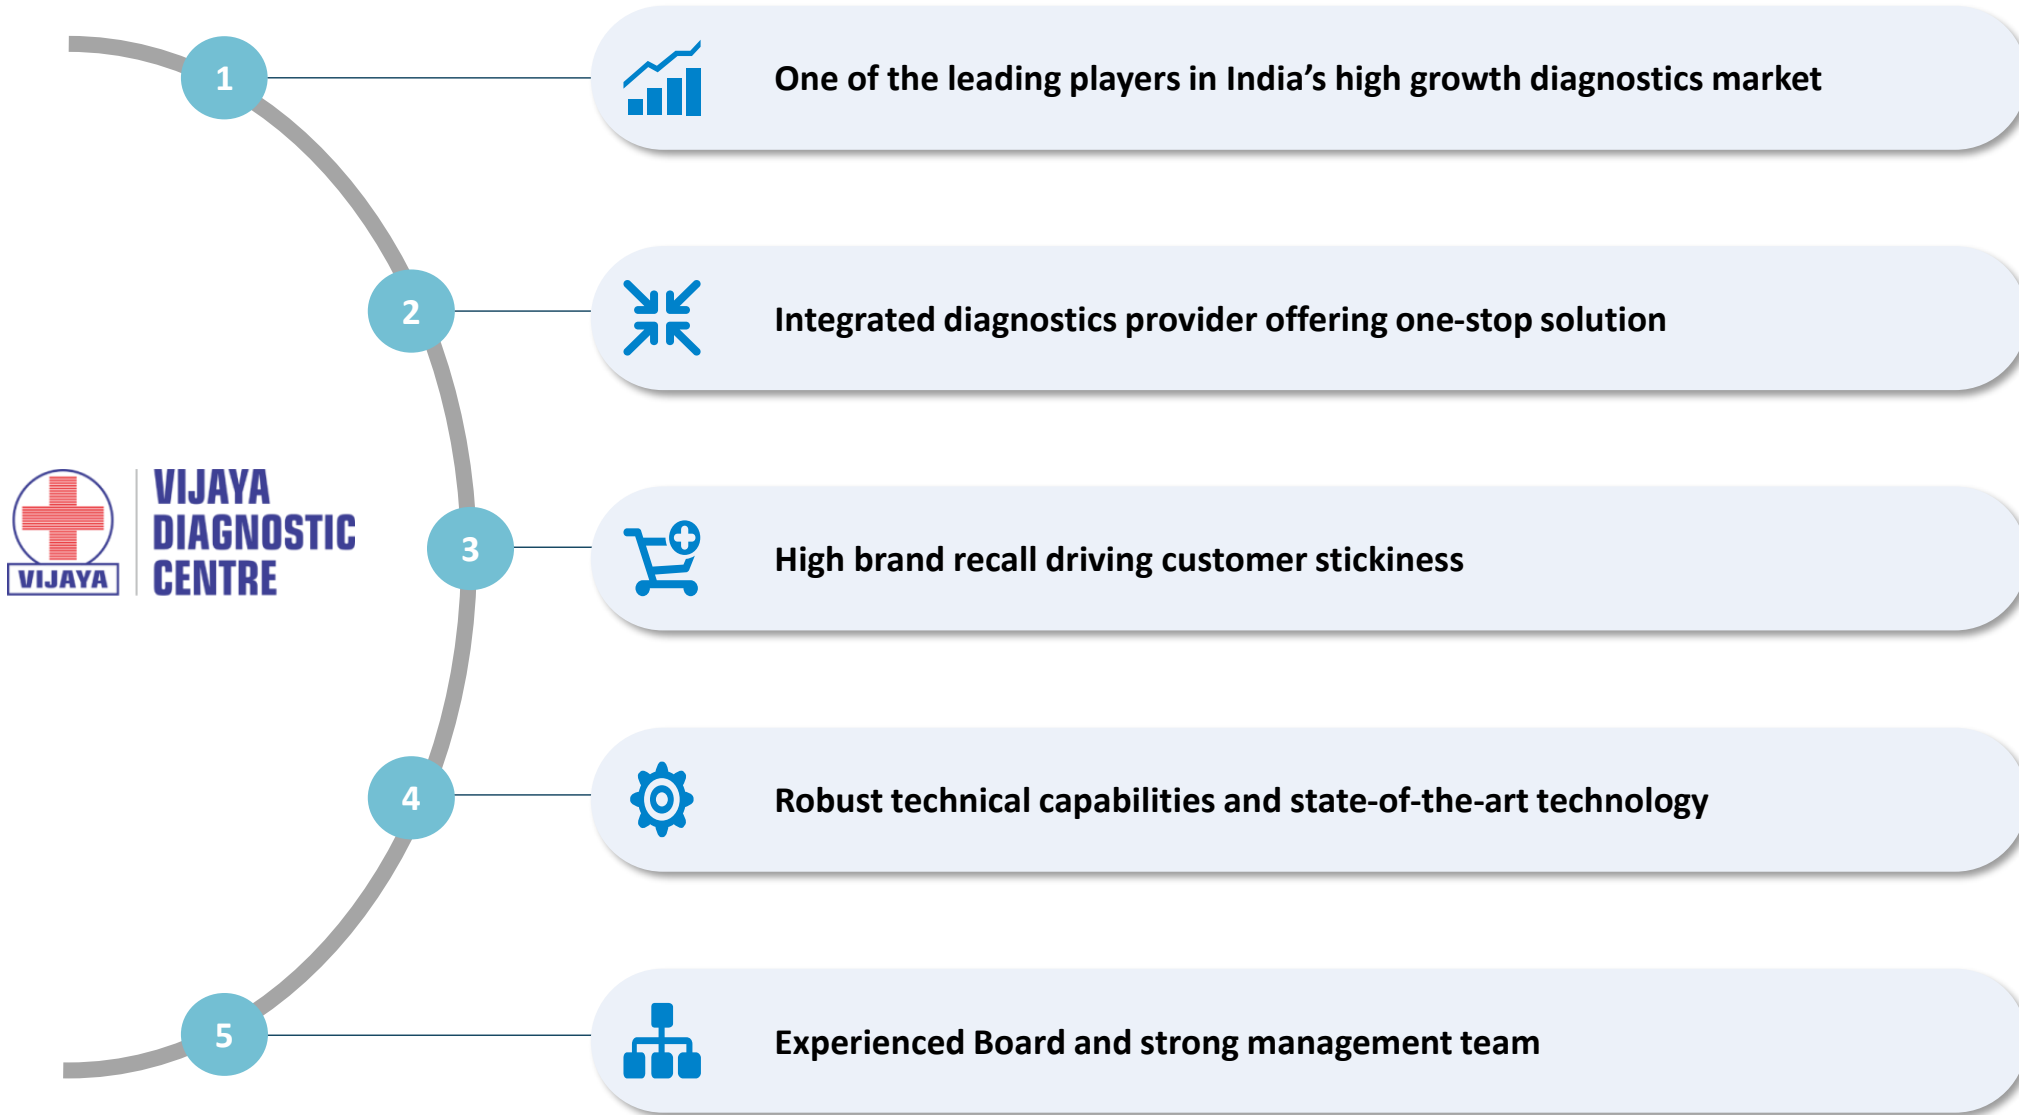 1
One of the leading players in India’s high growth diagnostics market
2
Integrated diagnostics provider offering one-stop solution
VIJAYA
VIJAYA
DIAGNOSTIC
CENTRE
3
High brand recall driving customer stickiness
4
Robust technical capabilities and state-of-the-art technology
5
Experienced Board and strong management team